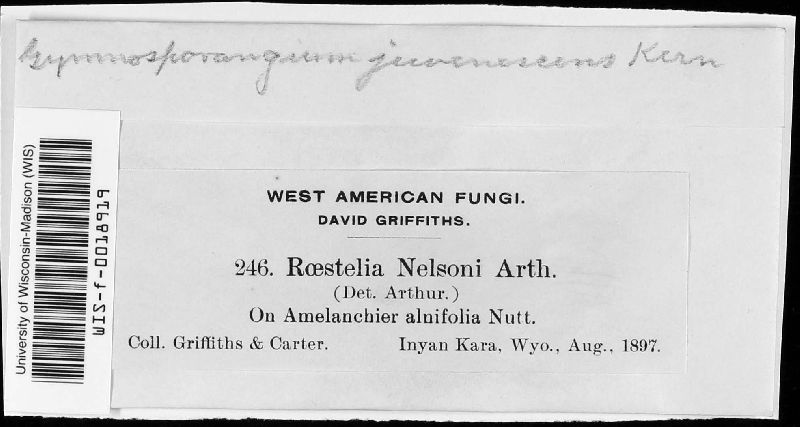 Gymnosporangium juvenescens Kern
University of Wisconsin-Madison (WIS)
WIS-f-0018919
WEST AMERICAN FUNGI.
DAVID GRIFFITHS.
246. Rœstelia Nelsoni Arth.
(Det. Arthur.)
On Amelanchier alnifolia Nutt.
Coll. Griffiths & Carter. Inyan Kara, Wyo., Aug., 1897.